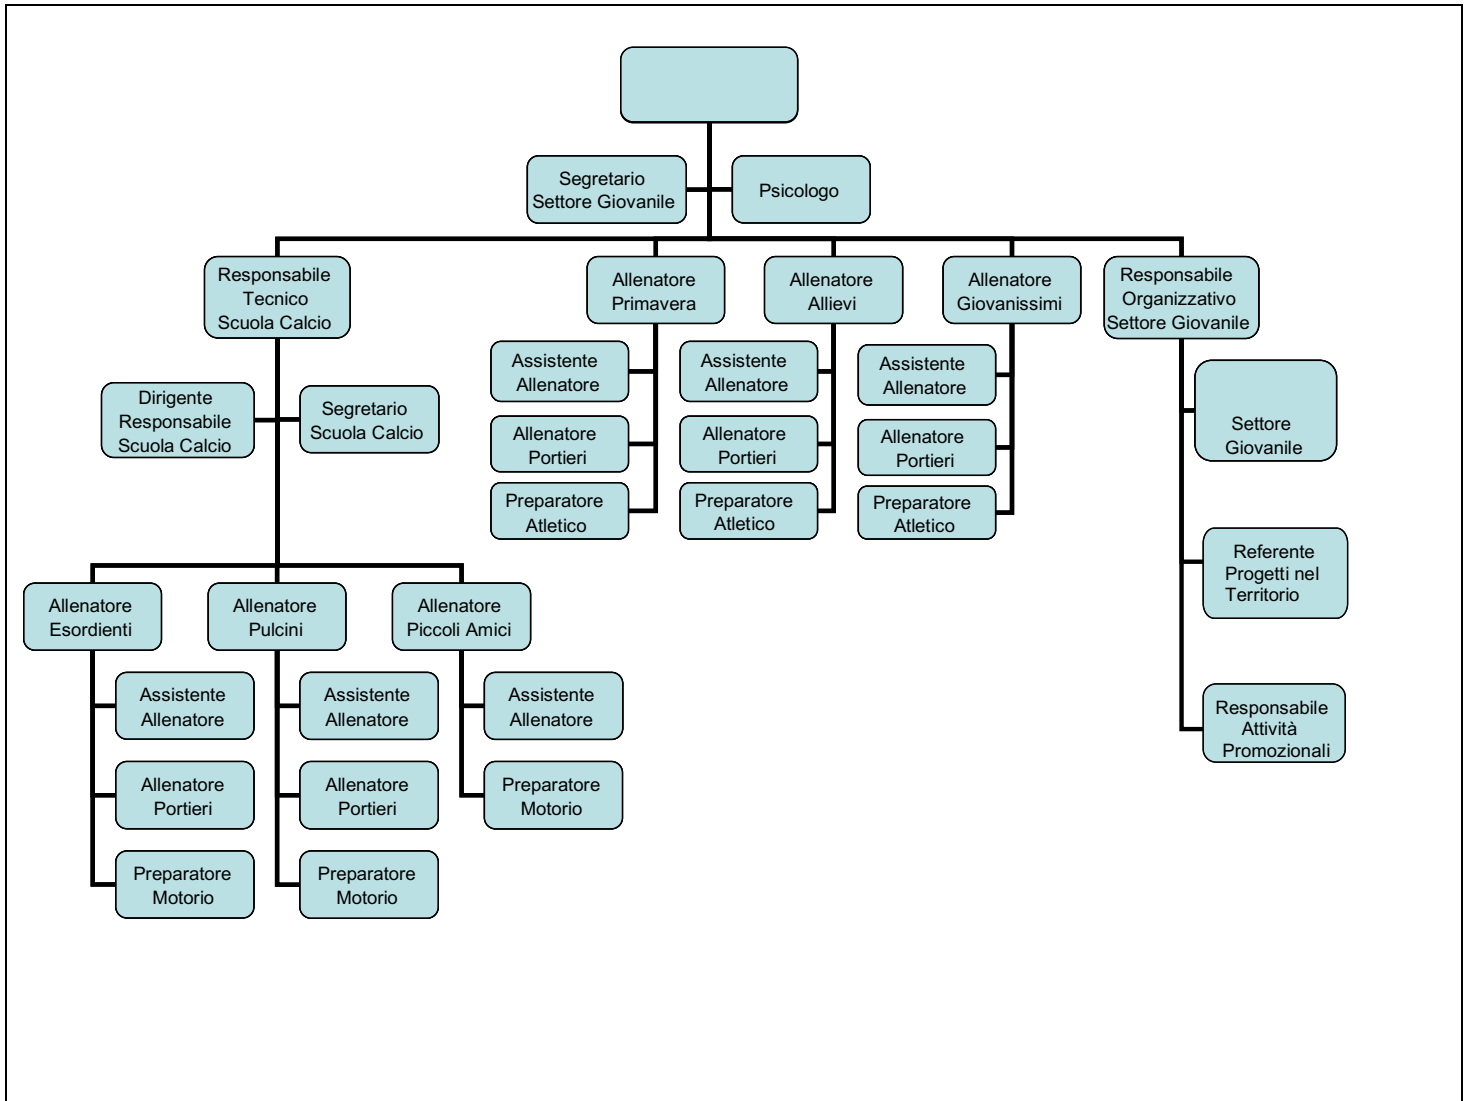 Segretario
Settore Giovanile
Psicologo
Responsabile
Tecnico
Scuola Calcio
Allenatore
Primavera
Allenatore
Allievi
Allenatore
Giovanissimi
Responsabile
Organizzativo
Settore Giovanile
Dirigente
Responsabile
Scuola Calcio
Segretario
Scuola Calcio
Assistente
Allenatore
Allenatore
Portieri
Preparatore
Atletico
Assistente
Allenatore
Allenatore
Portieri
Preparatore
Atletico
Assistente
Allenatore
Allenatore
Portieri
Preparatore
Atletico
Settore
Giovanile
Referente
Progetti nel
Territorio
Responsabile
Attività
Promozionali
Allenatore
Esordienti
Allenatore
Pulcini
Allenatore
Piccoli Amici
Assistente
Allenatore
Allenatore
Portieri
Preparatore
Motorio
Assistente
Allenatore
Allenatore
Portieri
Preparatore
Motorio
Assistente
Allenatore
Preparatore
Motorio